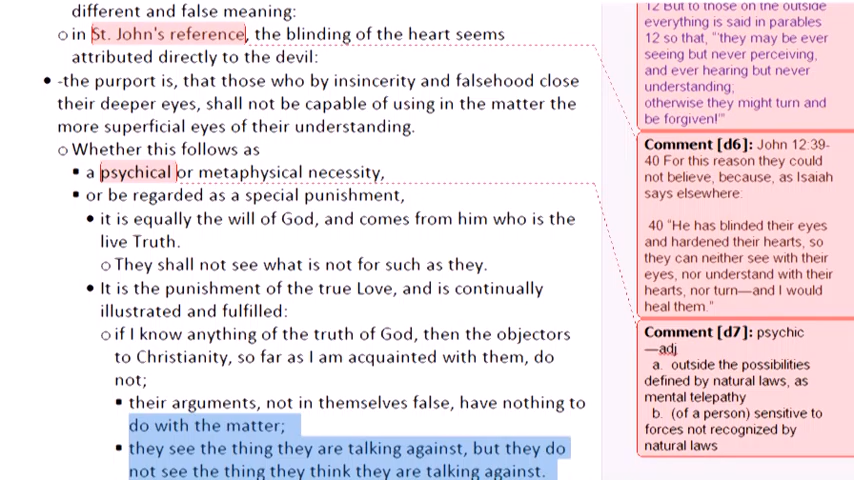 different and false meaning:
o in St. John's reference, the blinding of the heart seems
attributed directly to the devil:
• -the purport is, that those who by insincerity and falsehood close
their deeper eyes, shall not be capable of using in the matter the
more superficial eyes of their understanding.
o Whether this follows as
▪ a psychical or metaphysical necessity,
▪ or be regarded as a special punishment,
• it is equally the will of God, and comes from him who is the
live Truth.
o They shall not see what is not for such as they.
• It is the punishment of the true Love, and is continually
illustrated and fulfilled:
o if I know anything of the truth of God, then the objectors
to Christianity, so far as I am acquainted with them, do
not;
▪ their arguments, not in themselves false, have nothing to
do with the matter;
▪ they see the thing they are talking against, but they do
not see the thing they think they are talking against.
12 But to those on the outside
everything is said in parables
12 so that, "'they may be ever
seeing but never perceiving,
and ever hearing but never
understanding;
otherwise they might turn and
be forgiven!'"
Comment [d6]: John 12:39-
40 For this reason they could
not believe, because, as Isaiah
says elsewhere:
40 "He has blinded their eyes
and hardened their hearts, so
they can neither see with their
eyes, nor understand with their
hearts, nor turn—and I would
heal them."
Comment [d7]: psychic
—adj
a. outside the possibilities
defined by natural laws, as
mental telepathy
b. (of a person) sensitive to
forces not recognized by
natural laws